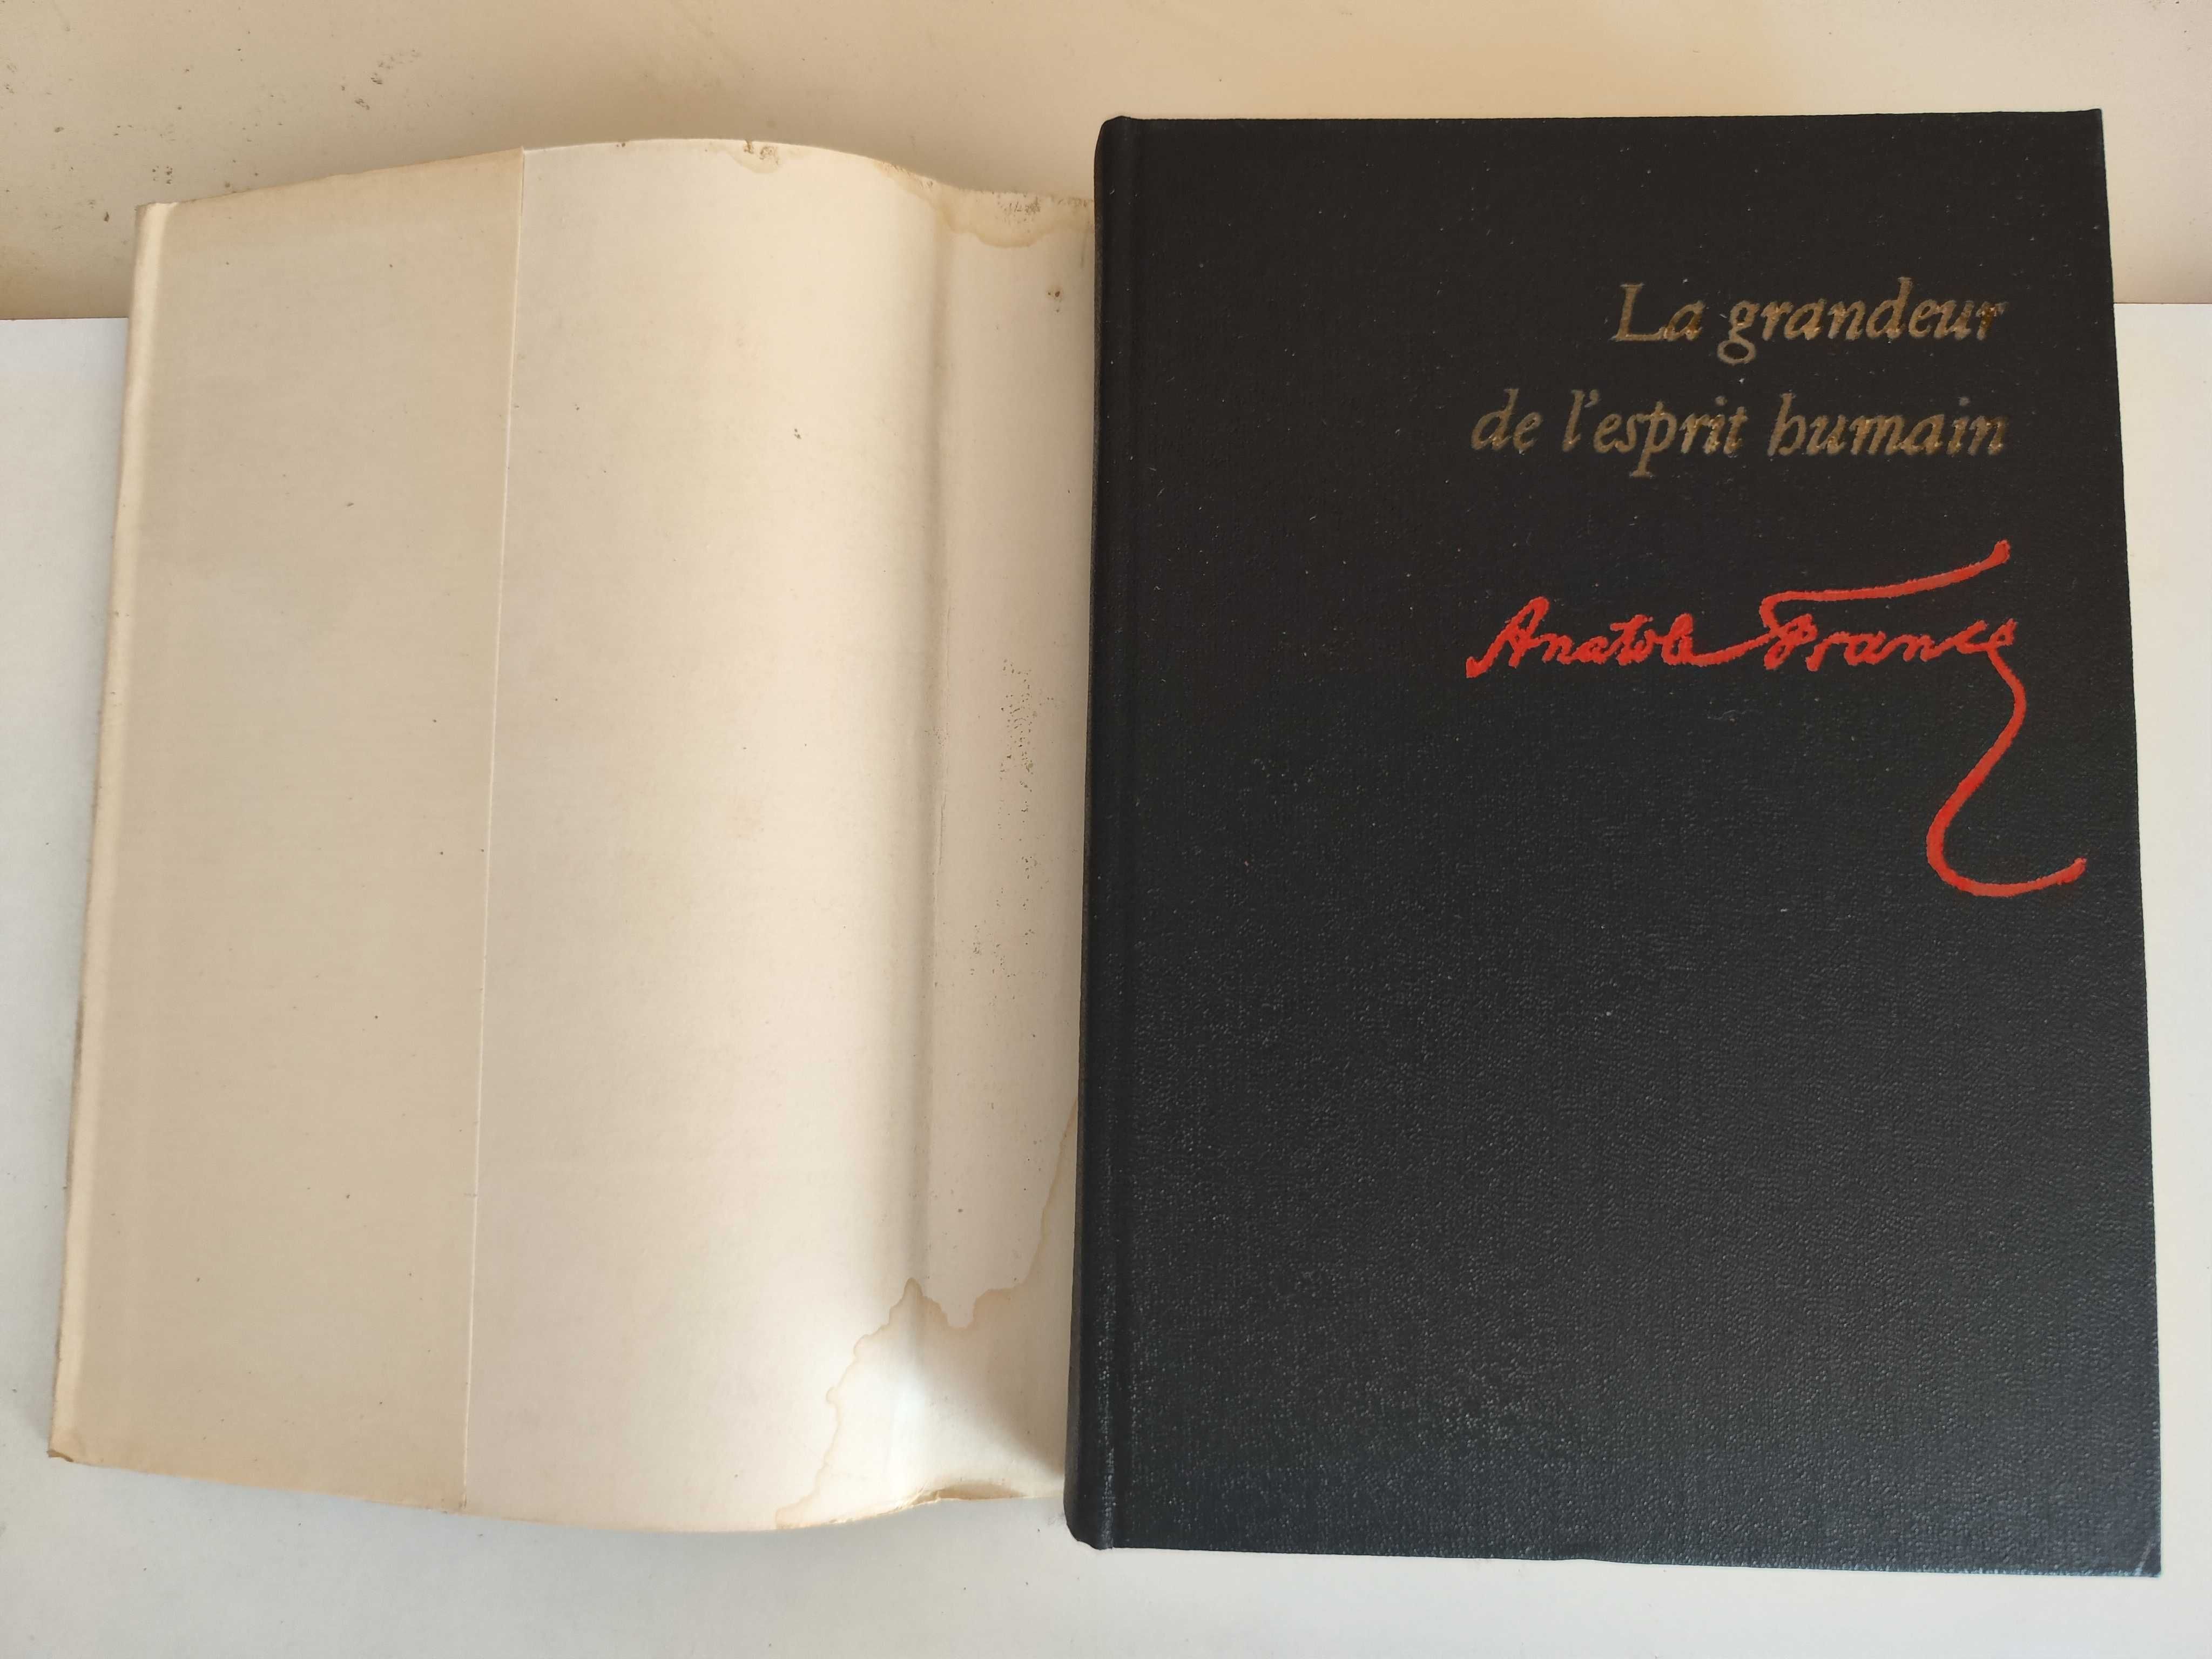 La grandeur
de l'esprit humain
Anatole France